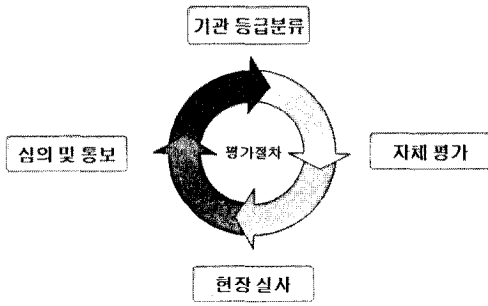 기관 등급분류
심의 및 통보
평가절차
자체 평가
현장 실사